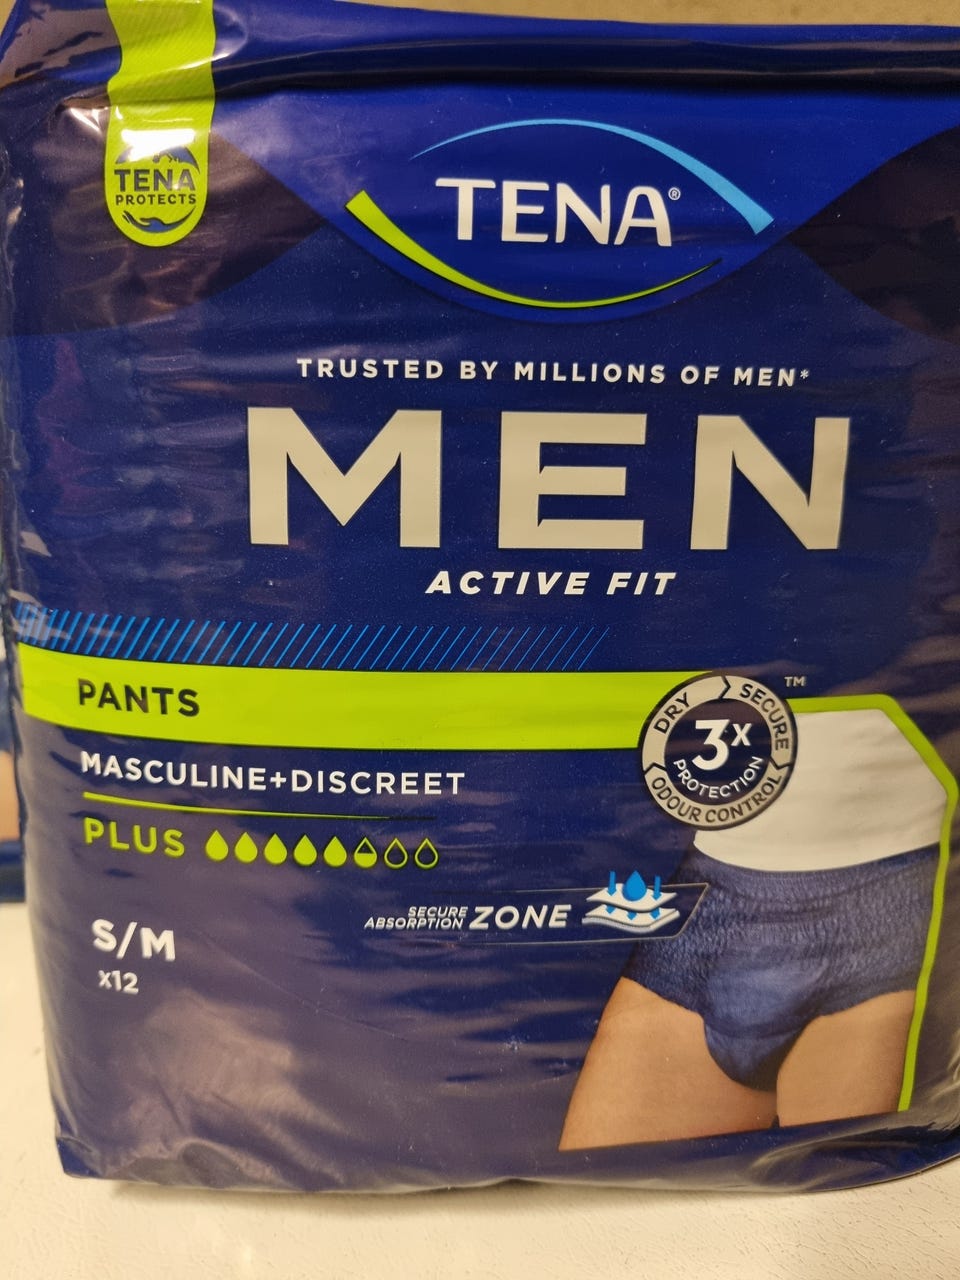 TENA
PROTECTS
TENA®
TRUSTED BY MILLIONS OF MEN*
MEN
ACTIVE FIT
PANTS
MASCULINE+DISCREET
PLUS
S/M
x12
DRY
SECURE
ODOUR CONTROL
3x
PROTECTION
TM
SECURE
ABSORPTION ZONE